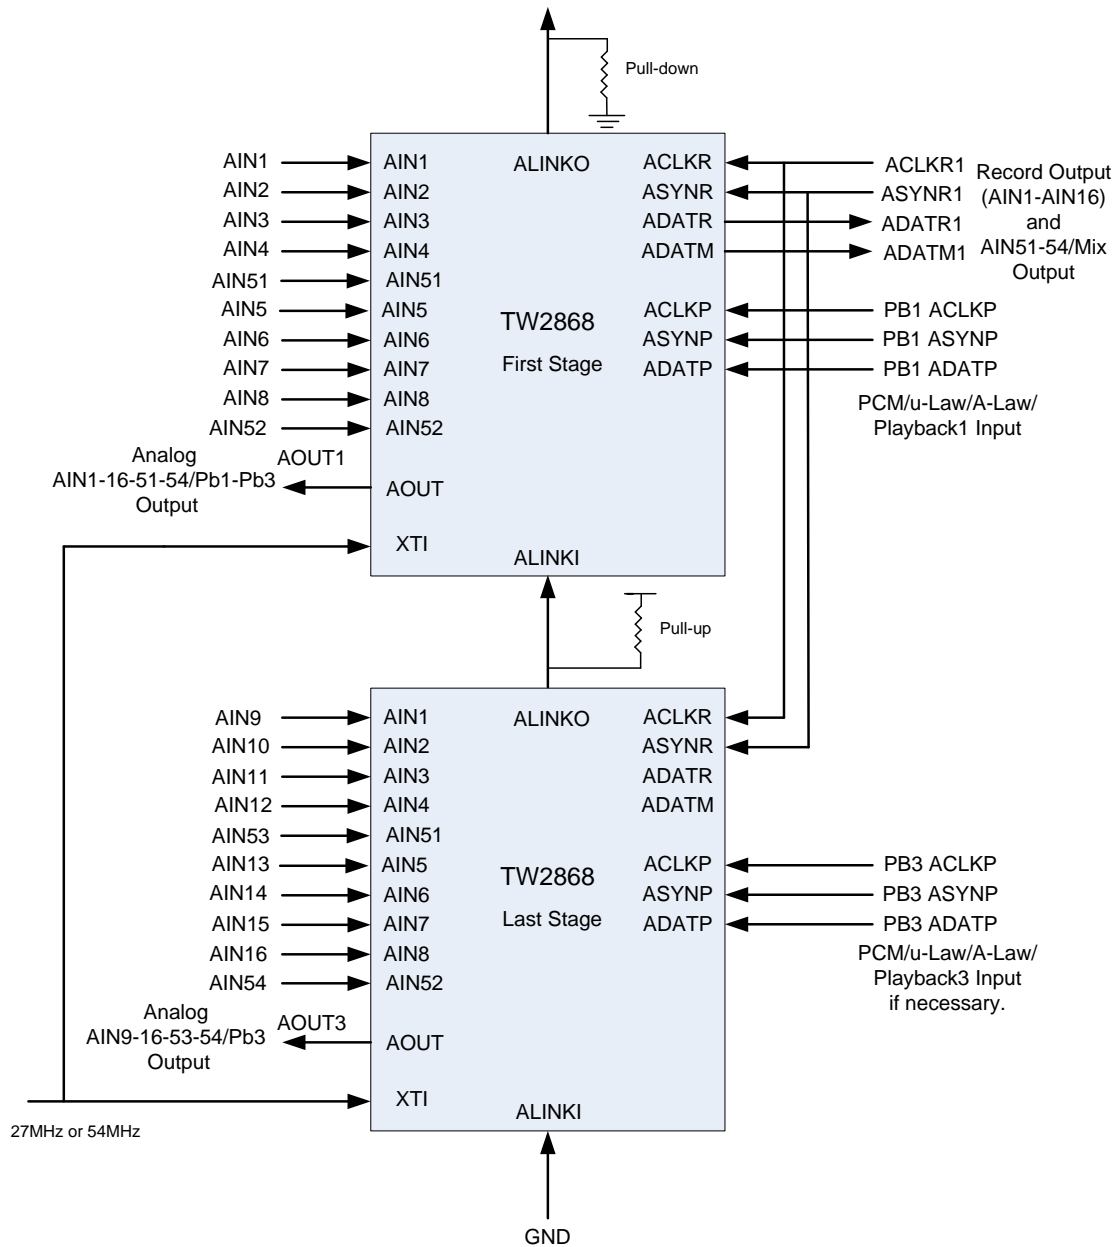 Pull-down
AIN1 AIN1 ALINKO ACLKR ACLKR1
AIN2 AIN2 ASYNR ASYNR1
AIN3 AIN3 ADATR ADATR1
AIN4 AIN4 ADATM ADATM1
Record Output
(AIN1-AIN16)
and
AIN51-54/Mix
Output
AIN51 AIN51
AIN5 AIN5 ACLKP PB1 ACLKP
TW2868
AIN6 AIN6 ASYNP PB1 ASYNP
First Stage
AIN7 AIN7 ADATP PB1 ADATP
AIN8 AIN8
PCM/u-Law/A-Law/
Playback1 Input
AIN52 AIN52
Analog
AIN1-16-51-54/Pb1-Pb3
Output
AOUT1
AOUT
XTI
ALINKI
Pull-up
AIN9 AIN1 ALINKO ACLKR
AIN10 AIN2 ASYNR
AIN11 AIN3 ADATR
AIN12 AIN4 ADATM
AIN53 AIN51
AIN13 AIN5 ACLKP PB3 ACLKP
TW2868
AIN14 AIN6 ASYNP PB3 ASYNP
Last Stage
AIN15 AIN7 ADATP PB3 ADATP
AIN16 AIN8
PCM/u-Law/A-Law/
Playback3 Input
if necessary.
AIN54 AIN52
Analog
AIN9-16-53-54/Pb3
Output
AOUT3
AOUT
XTI
ALINKI
27MHz or 54MHz
GND